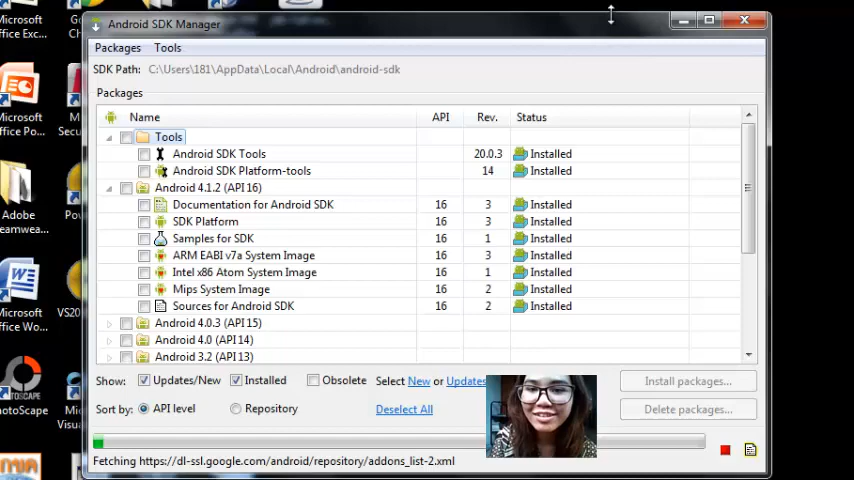 Android SDK Manager
Packages Tools
SDK Path: C:\Users\181\AppData\Local\Android\android-sdk
Packages
Name API Rev. Status
Tools
Android SDK Tools 20.0.3 Installed
Android SDK Platform-tools 14 Installed
Android 4.1.2 (API 16)
Documentation for Android SDK 16 3 Installed
SDK Platform 16 3 Installed
Samples for SDK 16 1 Installed
ARM EABI v7a System Image 16 3 Installed
Intel x86 Atom System Image 16 1 Installed
Mips System Image 16 2 Installed
Sources for Android SDK 16 2 Installed
Android 4.0.3 (API 15)
Android 4.0 (API 14)
Android 3.2 (API 13)
Show: Updates/New Installed Obsolete Select New or Updates Install packages...
Sort by: API level Repository Deselect All Delete packages...
Fetching https://dl-ssl.google.com/android/repository/addons_list-2.xml
Microsoft
Office Exc...
Microsoft
Office Po...
Adobe
Microsoft
Office Wo...
PhotoScape